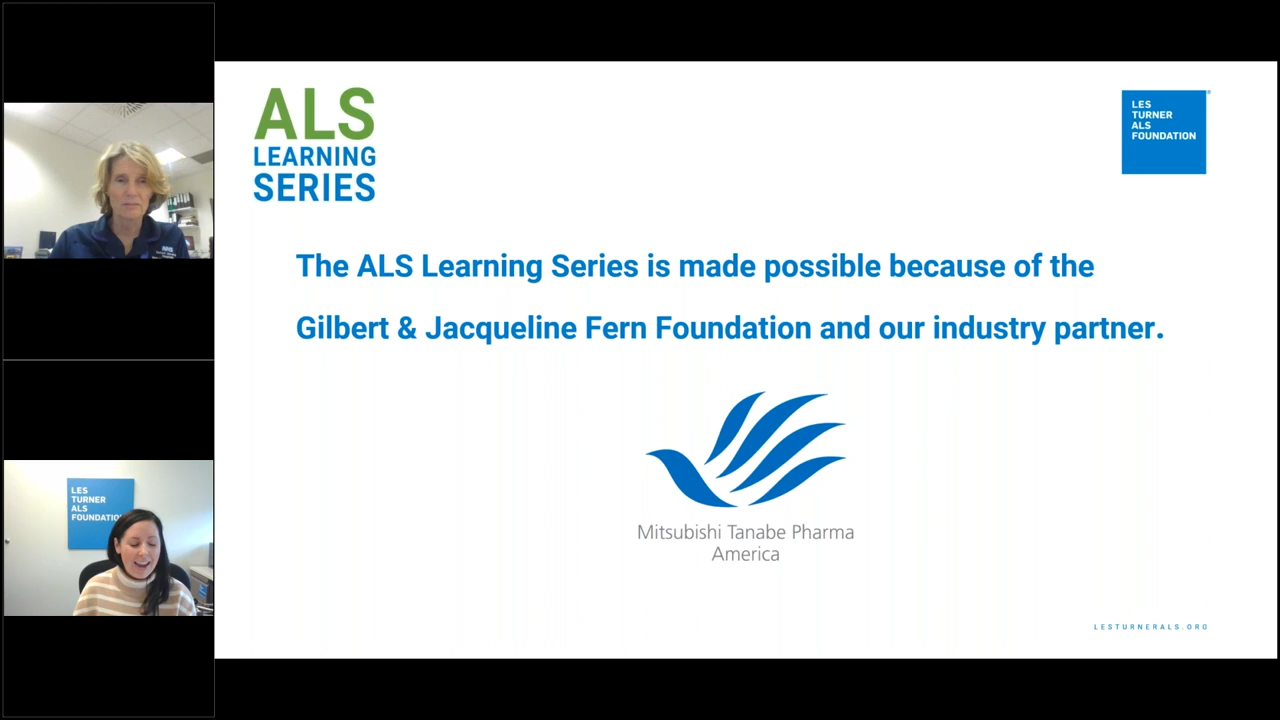 ALS
LEARNING
SERIES
LES
TURNER
ALS
FOUNDATION
The ALS Learning Series is made possible because of the
Gilbert & Jacqueline Fern Foundation and our industry partner.
Mitsubishi Tanabe Pharma
America
LESTURNERALS.ORG
NHS
LES
TURNER
ALS
FOUNDATION